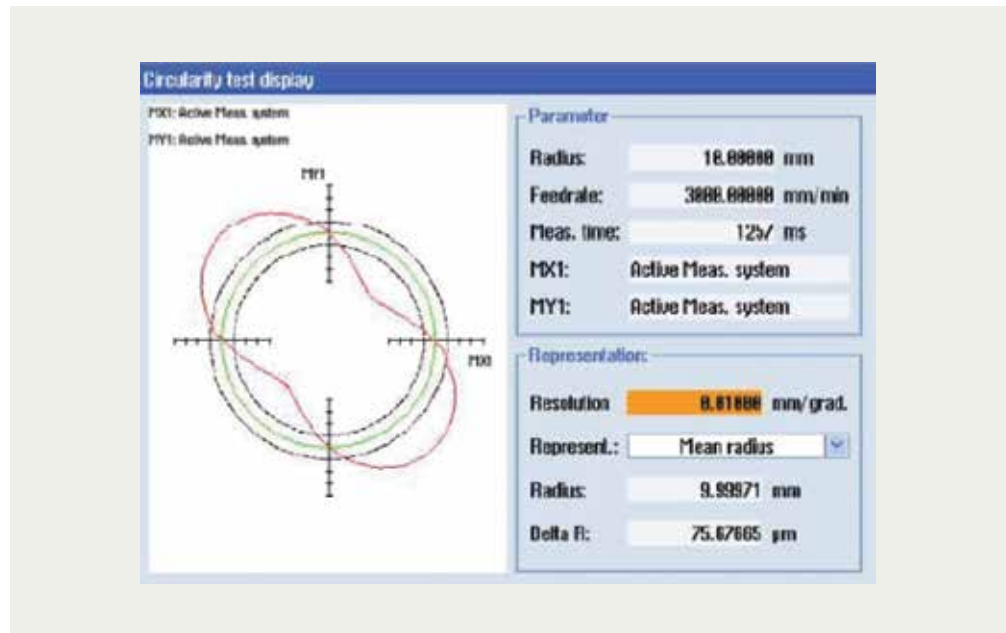 Circularity test display
MX1: Active Meas. system
MY1: Active Meas. system
MY1
MX1
Parameter
Radius: 10.00000 mm
Feedrate: 3000.00000 mm/min
Meas. time: 1257 ms
MX1: Active Meas. system
MY1: Active Meas. system
Representation:
Resolution 0.01000 mm/grad.
Represent.: Mean radius
Radius: 9.99971 mm
Delta R: μm